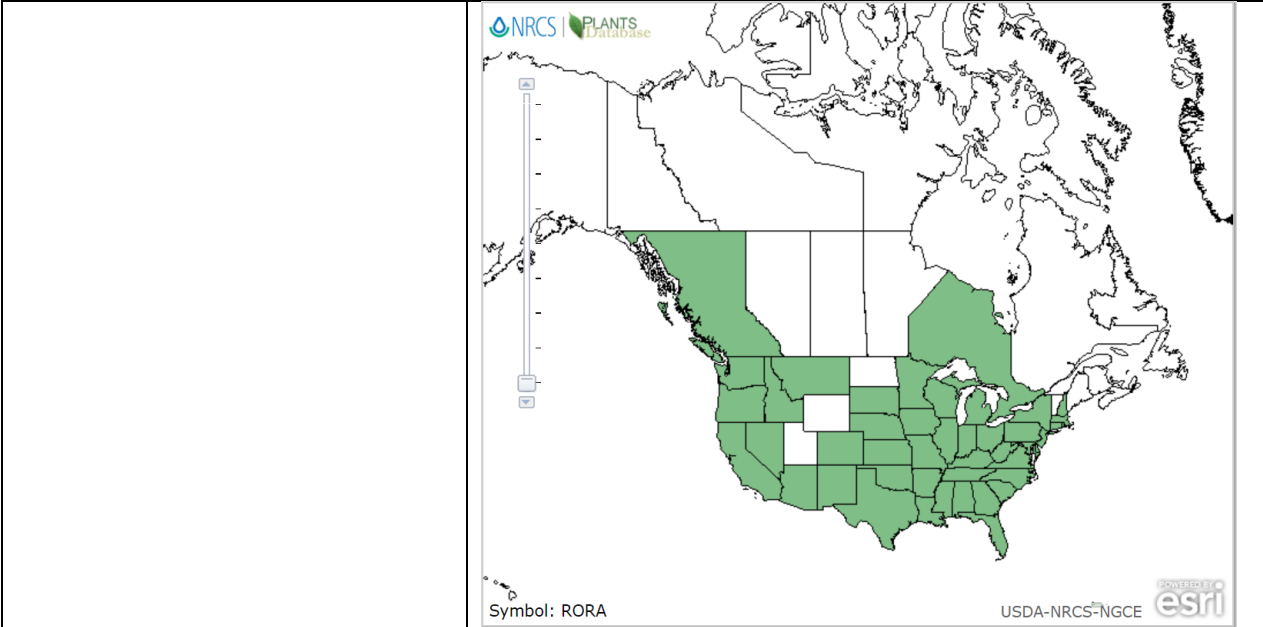 NRCS | PLANTS
Database
Symbol: RORA
USDA-NRCS-NGCE
POWERED BY
esri